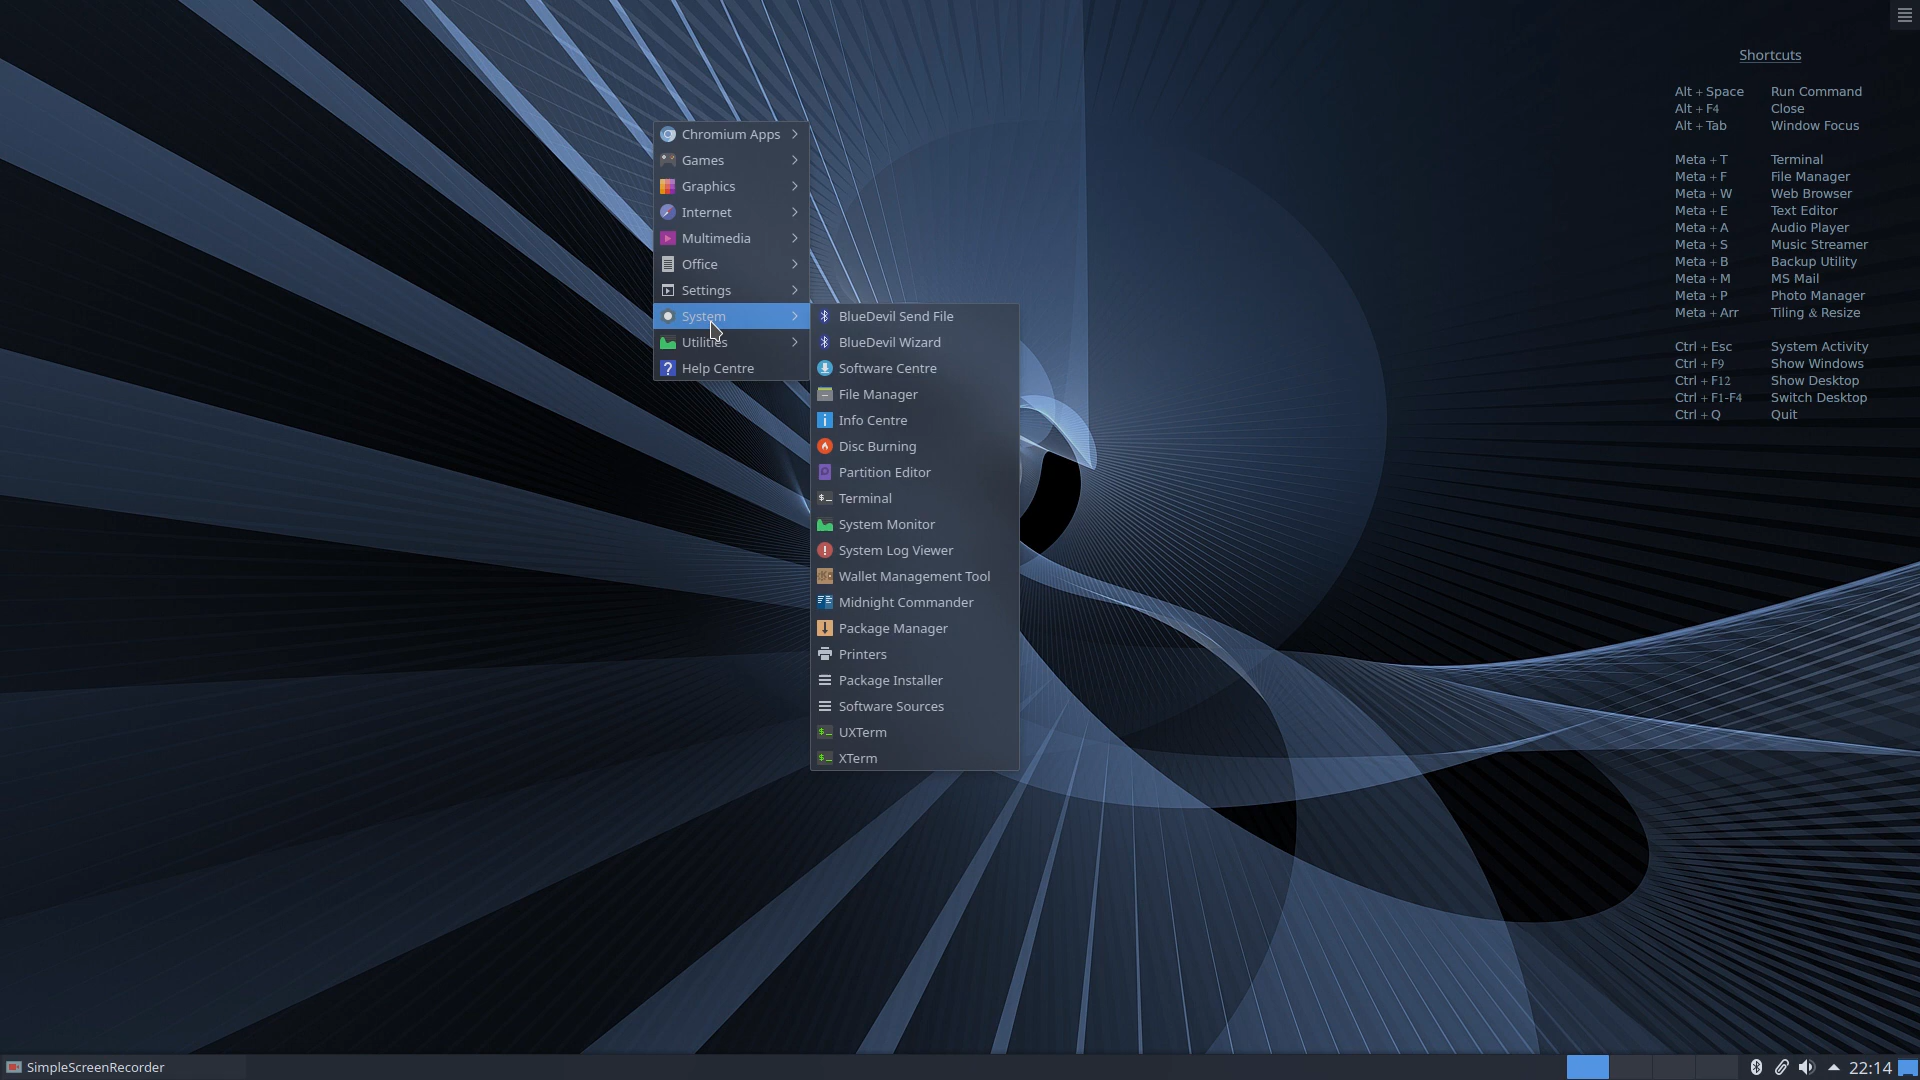 Shortcuts
Alt + Space Run Command
Alt + F4 Close
Alt + Tab Window Focus
Meta + T Terminal
Meta + F File Manager
Meta + W Web Browser
Meta + E Text Editor
Meta + A Audio Player
Meta + S Music Streamer
Meta + B Backup Utility
Meta + M MS Mail
Meta + P Photo Manager
Meta + Arr Tiling & Resize
Ctrl + Esc System Activity
Ctrl + F9 Show Windows
Ctrl + F12 Show Desktop
Ctrl + F1-F4 Switch Desktop
Ctrl + Q Quit
Chromium Apps
Games
Graphics
Internet
Multimedia
Office
Settings
System
Utilities
Help Centre
BlueDevil Send File
BlueDevil Wizard
Software Centre
File Manager
Info Centre
Disc Burning
Partition Editor
Terminal
System Monitor
System Log Viewer
Wallet Management Tool
Midnight Commander
Package Manager
Printers
Package Installer
Software Sources
UXTerm
XTerm
SimpleScreenRecorder
22:14